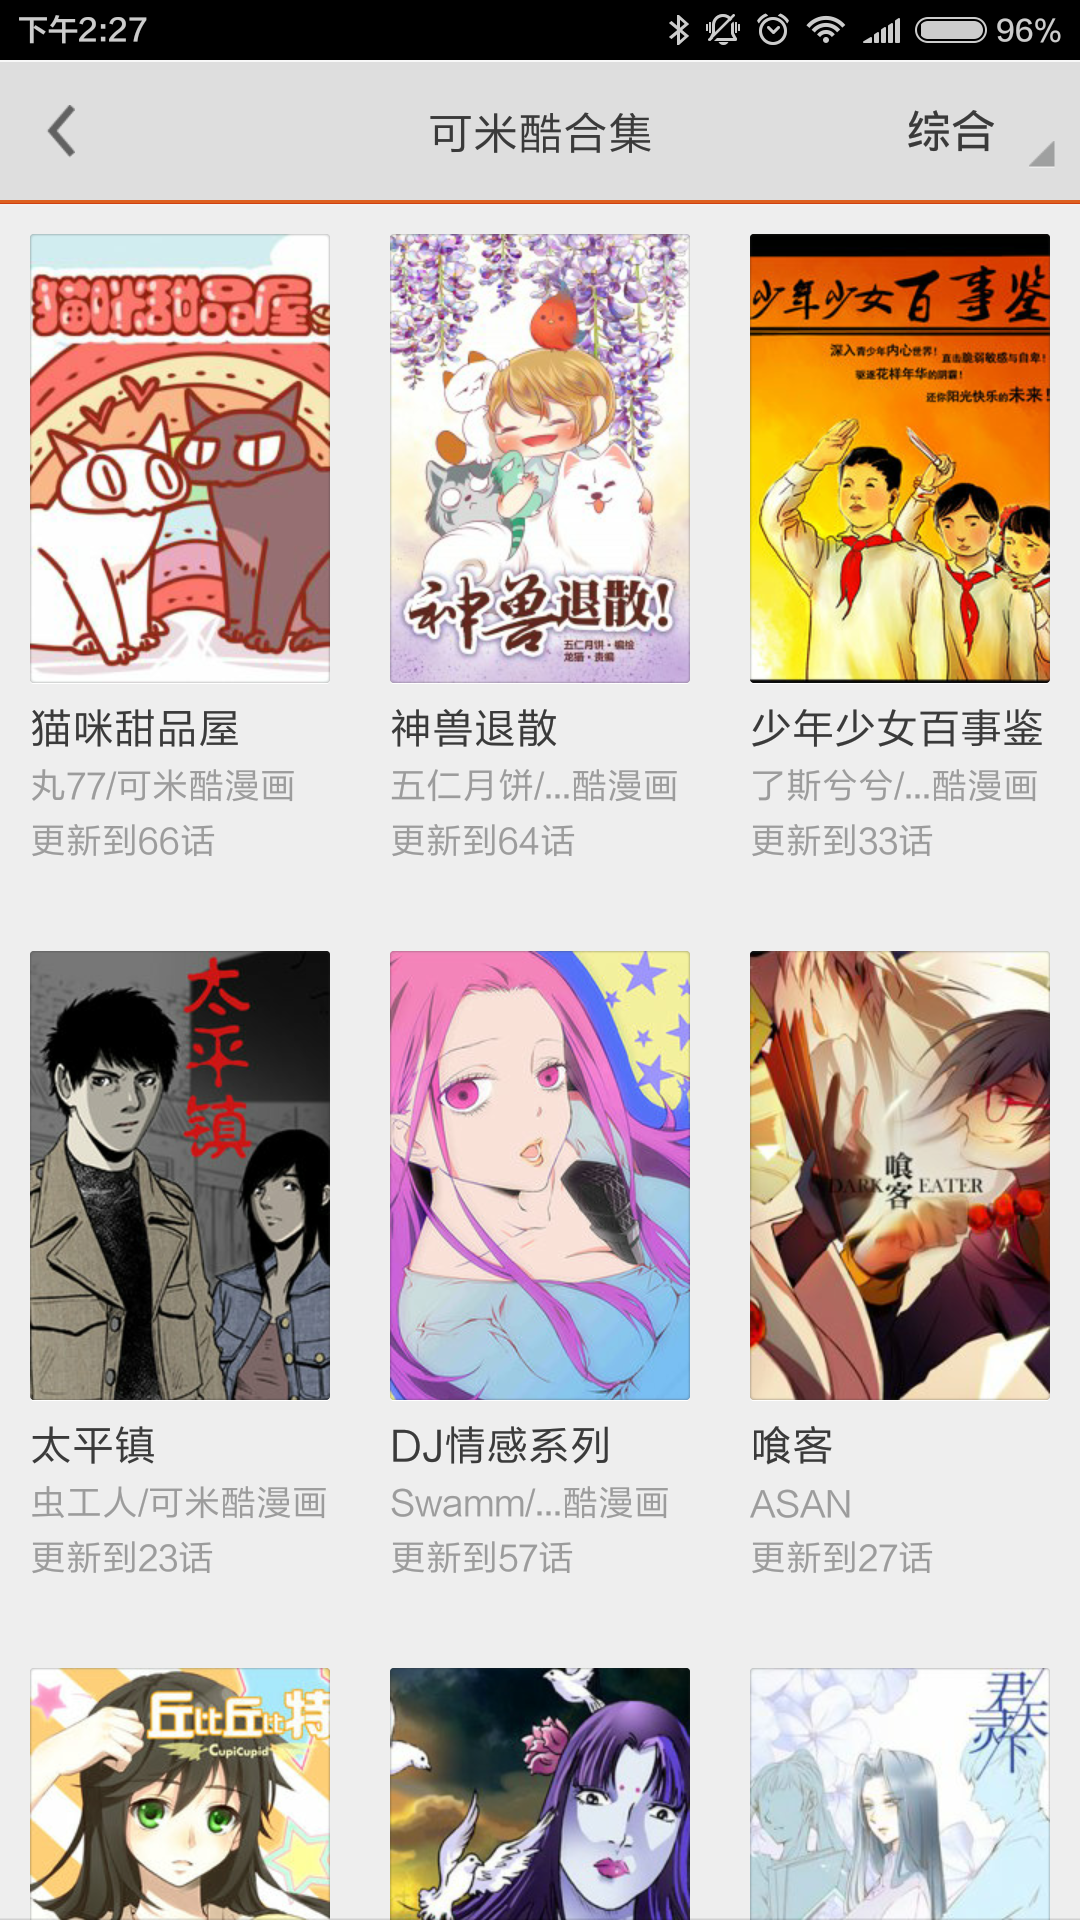 下午2:27
96%
可米酷合集
综合
猫咪甜品屋
神兽退散!
五仁月饼·编绘
龙猫·责编
少年少女百事鉴
深入青少年内心世界!
直击脆弱敏感与自卑!
驱逐花样年华的阴霾!
还你阳光快乐的未来!
猫咪甜品屋
神兽退散
少年少女百事鉴
丸77/可米酷漫画
五仁月饼/...酷漫画
了斯兮兮/...酷漫画
更新到66话
更新到64话
更新到33话
太平镇
喰客
DARK EATER
太平镇
DJ情感系列
喰客
虫工人/可米酷漫画
Swamm/...酷漫画
ASAN
更新到23话
更新到57话
更新到27话
丘比丘比特
CupiCupid
君灵天下